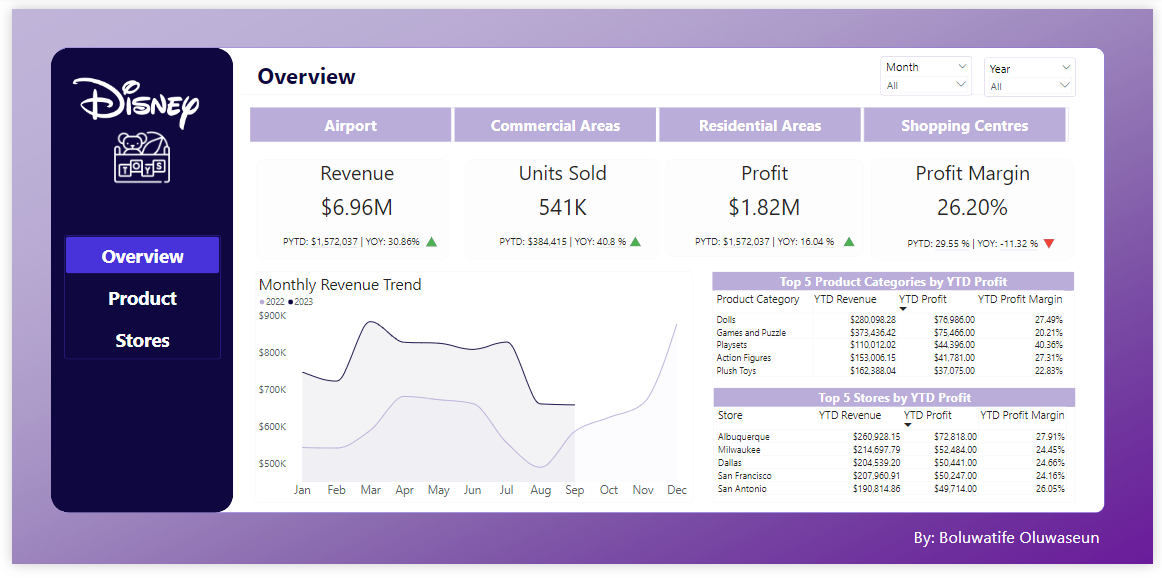 Disney
TOYS
Overview
Product
Stores
Overview
Month
All
Year
All
Airport
Commercial Areas
Residential Areas
Shopping Centres
Revenue
$6.96M
PYTD: $1,572,037 | YOY: 30.86%
Units Sold
541K
PYTD: $384,415 | YOY: 40.8 %
Profit
$1.82M
PYTD: $1,572,037 | YOY: 16.04 %
Profit Margin
26.20%
PYTD: 29.55 % | YOY: -11.32 %
Monthly Revenue Trend
2022 2023
$900K
$800K
$700K
$600K
$500K
Jan Feb Mar Apr May Jun Jul Aug Sep Oct Nov Dec
Top 5 Product Categories by YTD Profit
Product Category YTD Revenue YTD Profit YTD Profit Margin
Dolls $280,098.28 $76,986.00 27.49%
Games and Puzzle $373,436.42 $75,466.00 20.21%
Playsets $110,012.02 $44,396.00 40.36%
Action Figures $153,006.15 $41,781.00 27.31%
Plush Toys $162,388.04 $37,075.00 22.83%
Top 5 Stores by YTD Profit
Store YTD Revenue YTD Profit YTD Profit Margin
Albuquerque $260,928.15 $72,818.00 27.91%
Milwaukee $214,697.79 $52,484.00 24.45%
Dallas $204,539.20 $50,441.00 24.66%
San Francisco $207,960.91 $50,247.00 24.16%
San Antonio $190,814.86 $49,714.00 26.05%
By: Boluwatife Oluwaseun